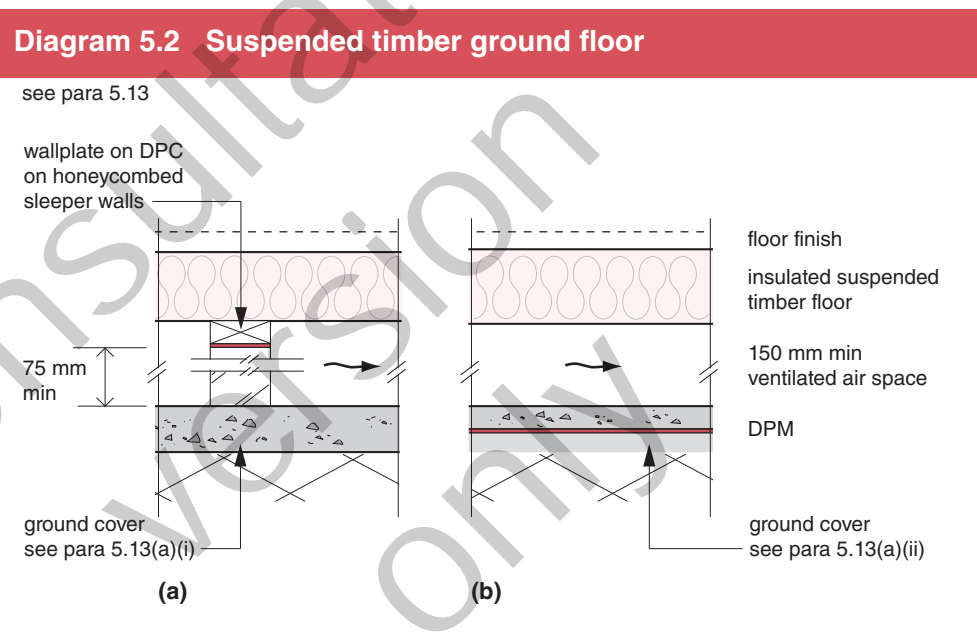 Diagram 5.2 Suspended timber ground floor
see para 5.13
wallplate on DPC
on honeycombed
sleeper walls
floor finish
insulated suspended
timber floor
75 mm
min
150 mm min
ventilated air space
DPM
ground cover
see para 5.13(a)(i)
ground cover
see para 5.13(a)(ii)
(a)
(b)
version
only